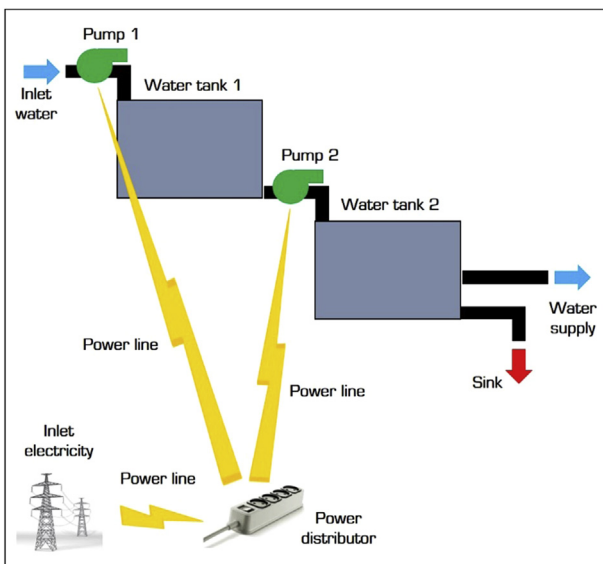 Pump 1
Inlet
water
Water tank 1
Pump 2
Water tank 2
Water
supply
Sink
Power line
Power line
Inlet
electricity
Power line
Power
distributor